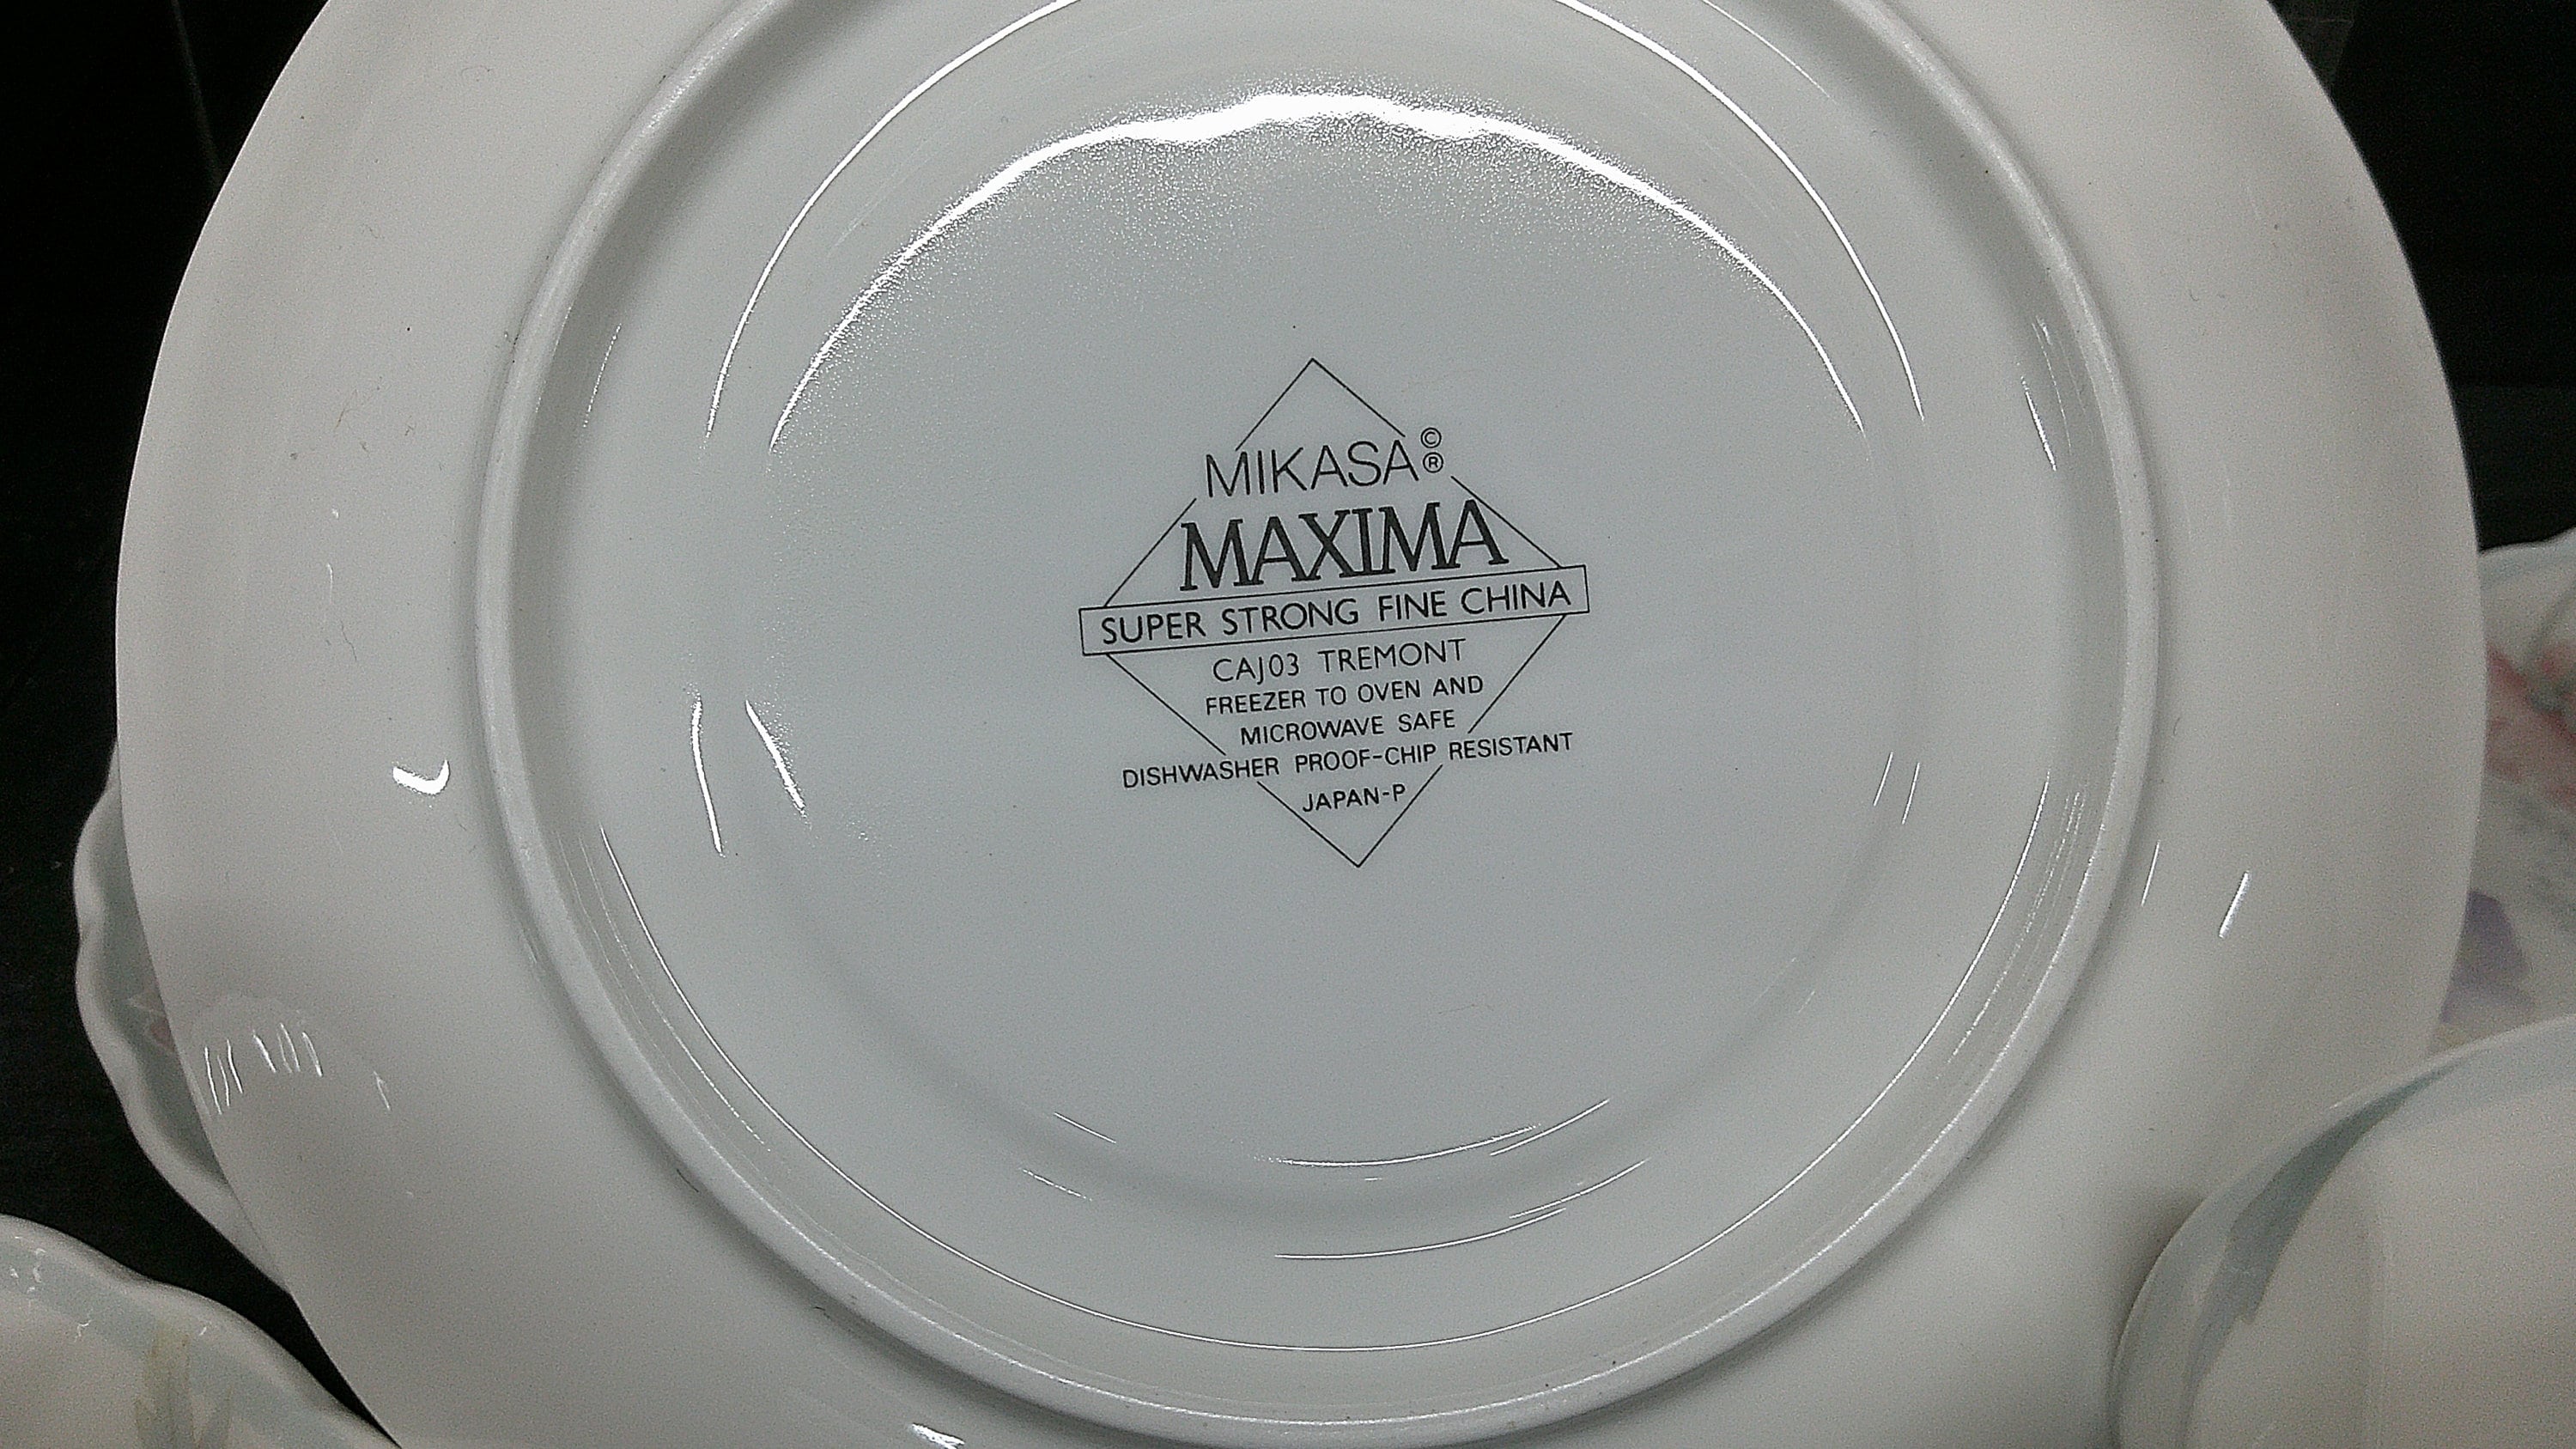 MIKASA©®
MAXIMA
SUPER STRONG FINE CHINA
CAJ03 TREMONT
FREEZER TO OVEN AND
MICROWAVE SAFE
DISHWASHER PROOF-CHIP RESISTANT
JAPAN-P